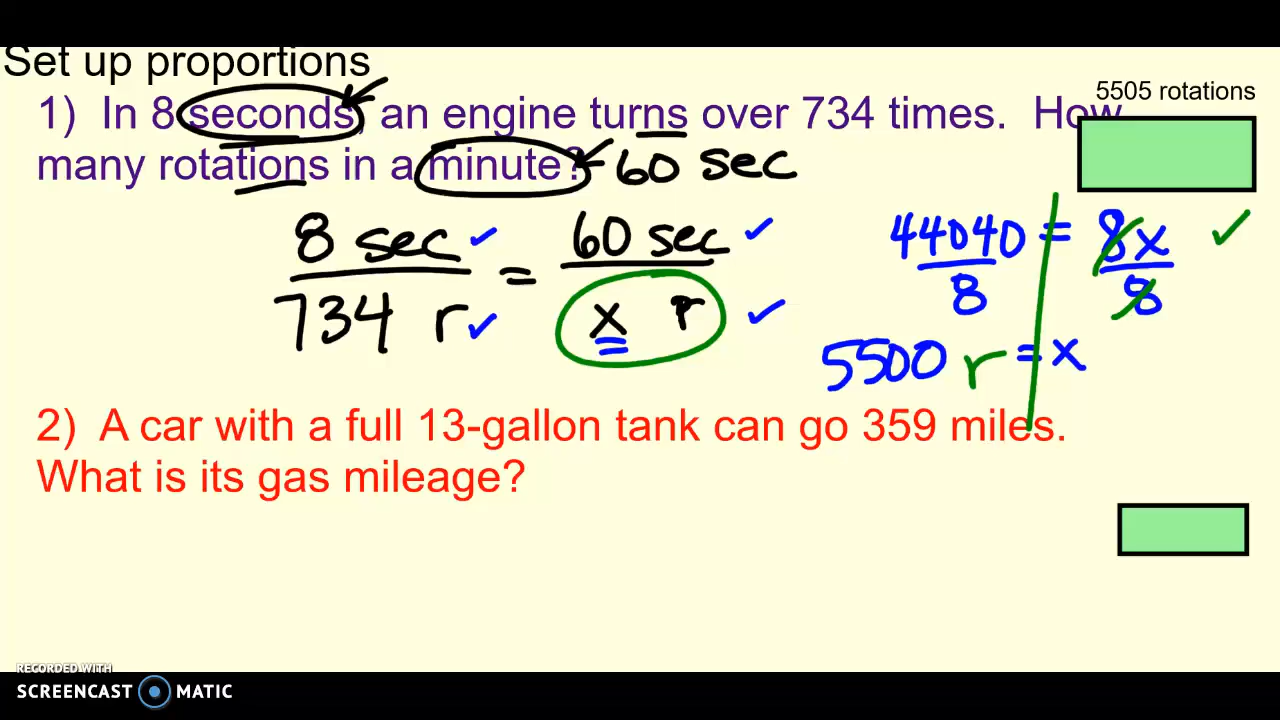 Set up proportions
5505 rotations
1) In 8 seconds, an engine turns over 734 times. How
many rotations in a minute? 60 sec
8 sec = 60 sec
734 r x r
44040 = 8x
8 8
5500 r = x
2) A car with a full 13-gallon tank can go 359 miles.
What is its gas mileage?
RECORDED WITH
SCREENCAST MATIC